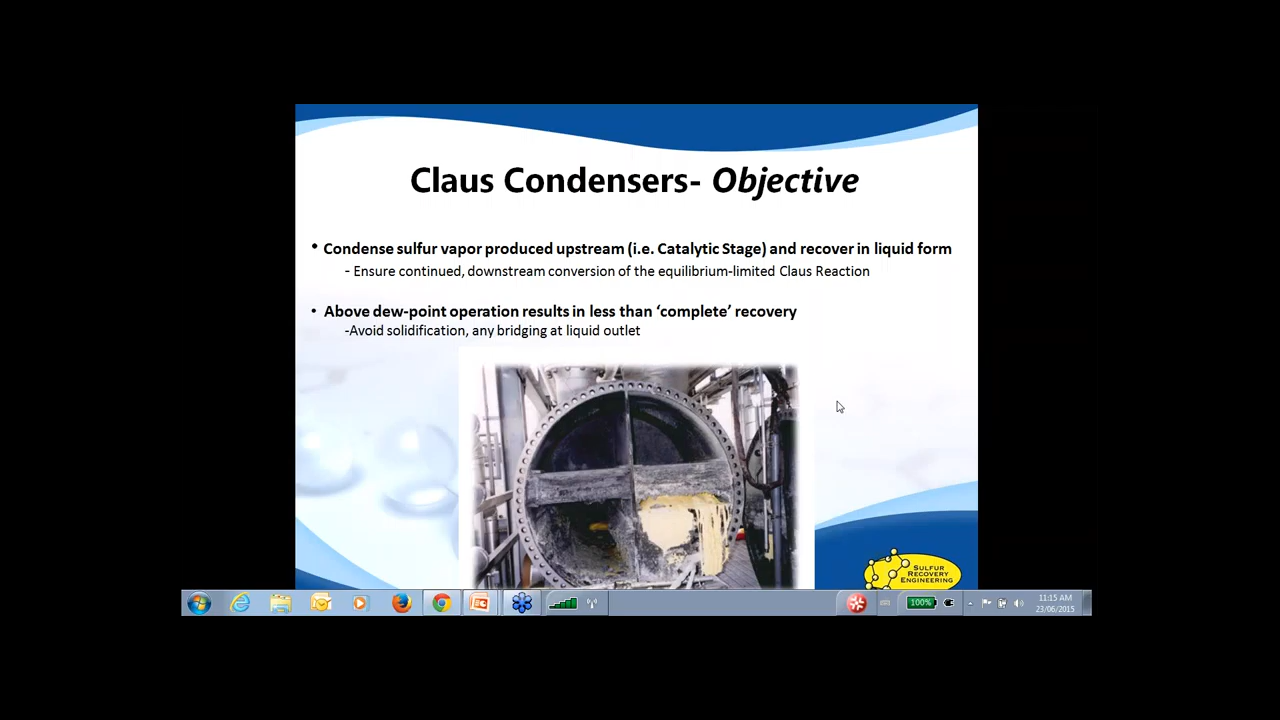 Claus Condensers- Objective
• Condense sulfur vapor produced upstream (i.e. Catalytic Stage) and recover in liquid form
- Ensure continued, downstream conversion of the equilibrium-limited Claus Reaction
• Above dew-point operation results in less than ‘complete’ recovery
-Avoid solidification, any bridging at liquid outlet
SULFUR
RECOVERY
ENGINEERING
100%
11:15 AM
23/06/2015